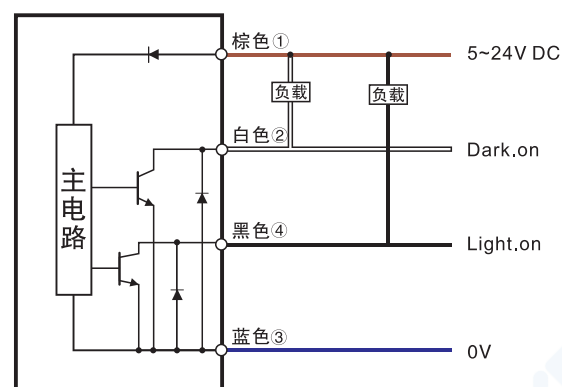 棕色①
5~24V DC
负载
负载
白色②
Dark.on
主电路
黑色④
Light.on
蓝色③
0V